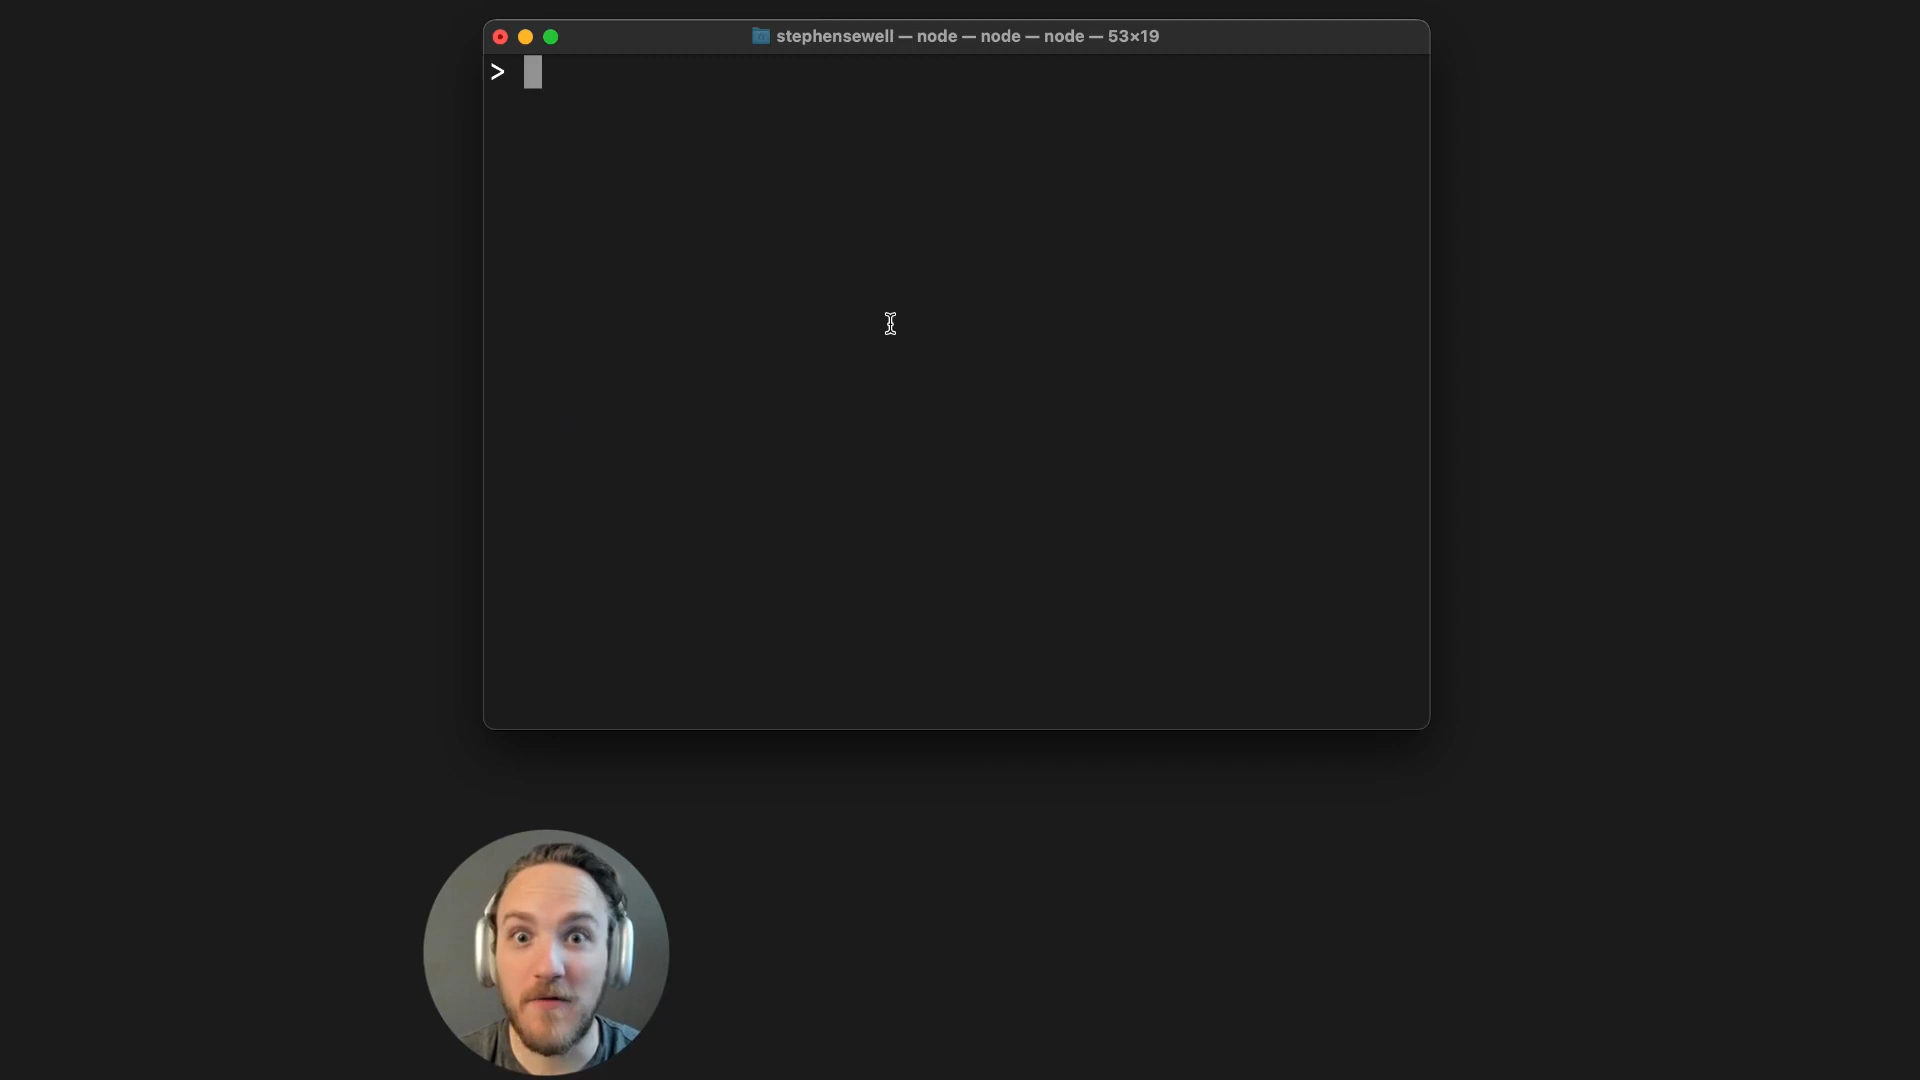 stephensewell — node — node — node — 53×19
>